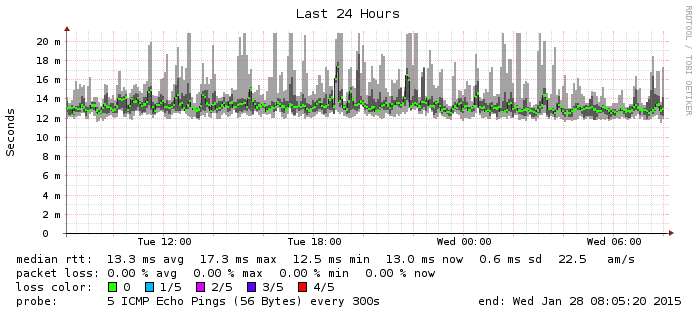 Last 24 Hours
RRDTOOL / TOBI OETIKER
Seconds
20 m
18 m
16 m
14 m
12 m
10 m
8 m
6 m
4 m
2 m
0
Tue 12:00 Tue 18:00 Wed 00:00 Wed 06:00
median rtt: 13.3 ms avg 17.3 ms max 12.5 ms min 13.0 ms now 0.6 ms sd 22.5 am/s
packet loss: 0.00 % avg 0.00 % max 0.00 % min 0.00 % now
loss color: 0 1/5 2/5 3/5 4/5
probe: 5 ICMP Echo Pings (56 Bytes) every 300s end: Wed Jan 28 08:05:20 2015